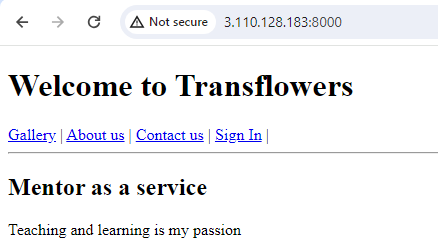 Not secure 3.110.128.183:8000
Welcome to Transflowers
Gallery | About us | Contact us | Sign In |
Mentor as a service
Teaching and learning is my passion